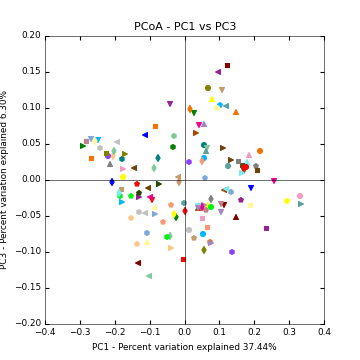 PCoA - PC1 vs PC3
0.20
0.15
0.10
0.05
0.00
−0.05
−0.10
−0.15
−0.20
PC3 - Percent variation explained 6.30%
−0.4 −0.3 −0.2 −0.1 0.0 0.1 0.2 0.3 0.4
PC1 - Percent variation explained 37.44%